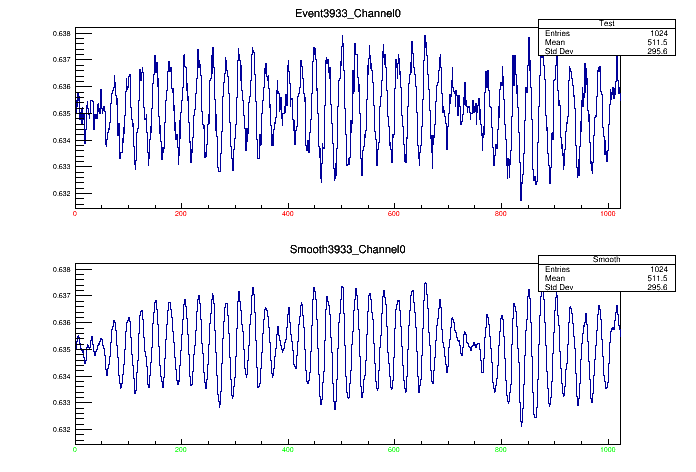 Event3933_Channel0
Test
Entries 1024
Mean 511.5
Std Dev 295.6
0.638
0.637
0.636
0.635
0.634
0.633
0.632
0 200 400 600 800 1000
Smooth3933_Channel0
Smooth
Entries 1024
Mean 511.5
Std Dev 295.6
0.638
0.637
0.636
0.635
0.634
0.633
0.632
0 200 400 600 800 1000